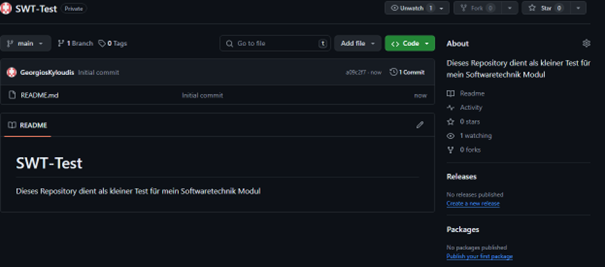 SWT-Test Private
Unwatch 1 Fork 0 Star 0
main 1 Branch 0 Tags Go to file t Add file Code
GeorgiosKyloudis Initial commit a09c2f7 · now 1 Commit
README.md Initial commit now
README
SWT-Test
Dieses Repository dient als kleiner Test für mein Softwaretechnik Modul
About
Dieses Repository dient als kleiner Test für
mein Softwaretechnik Modul
Readme
Activity
0 stars
1 watching
0 forks
Releases
No releases published
Create a new release
Packages
No packages published
Publish your first package